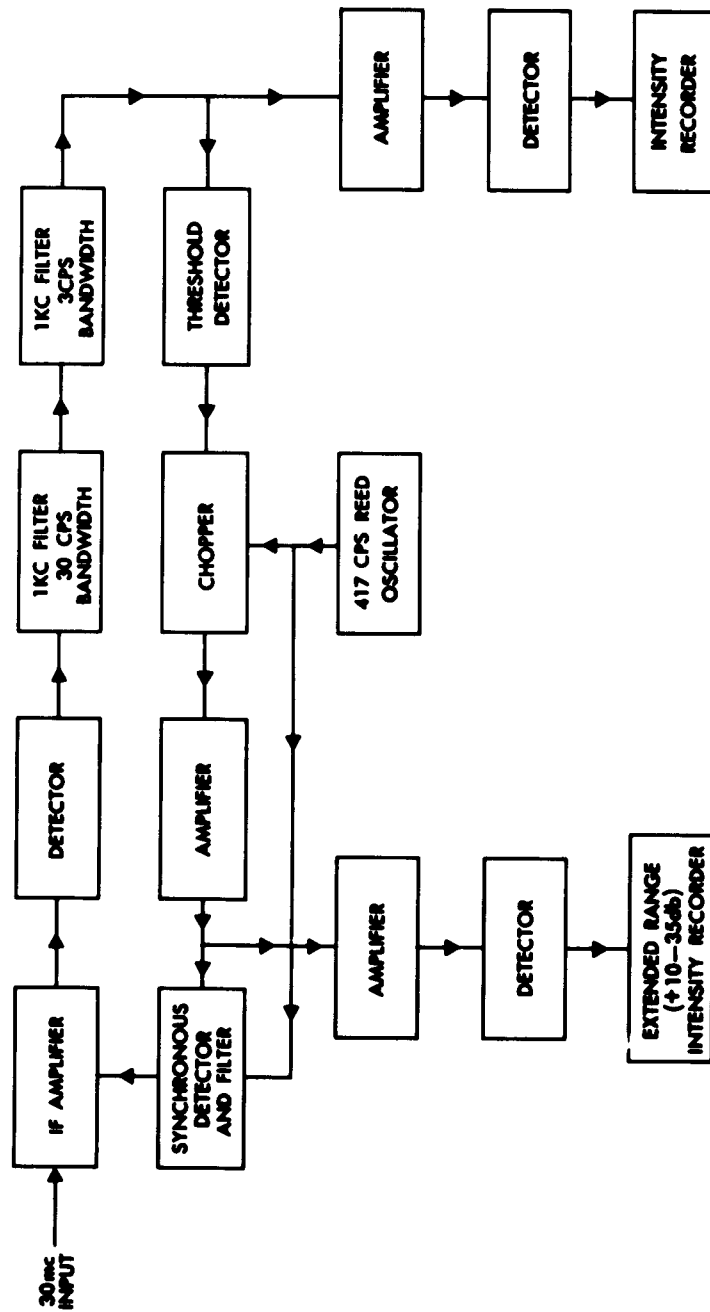 30mc
INPUT
IF AMPLIFIER
DETECTOR
1KC FILTER
30 CPS
BANDWIDTH
1KC FILTER
3CPS
BANDWIDTH
SYNCHRONOUS
DETECTOR
AND FILTER
AMPLIFIER
CHOPPER
THRESHOLD
DETECTOR
AMPLIFIER
417 CPS REED
OSCILLATOR
AMPLIFIER
DETECTOR
DETECTOR
EXTENDED RANGE
(+10–35db)
INTENSITY RECORDER
INTENSITY
RECORDER